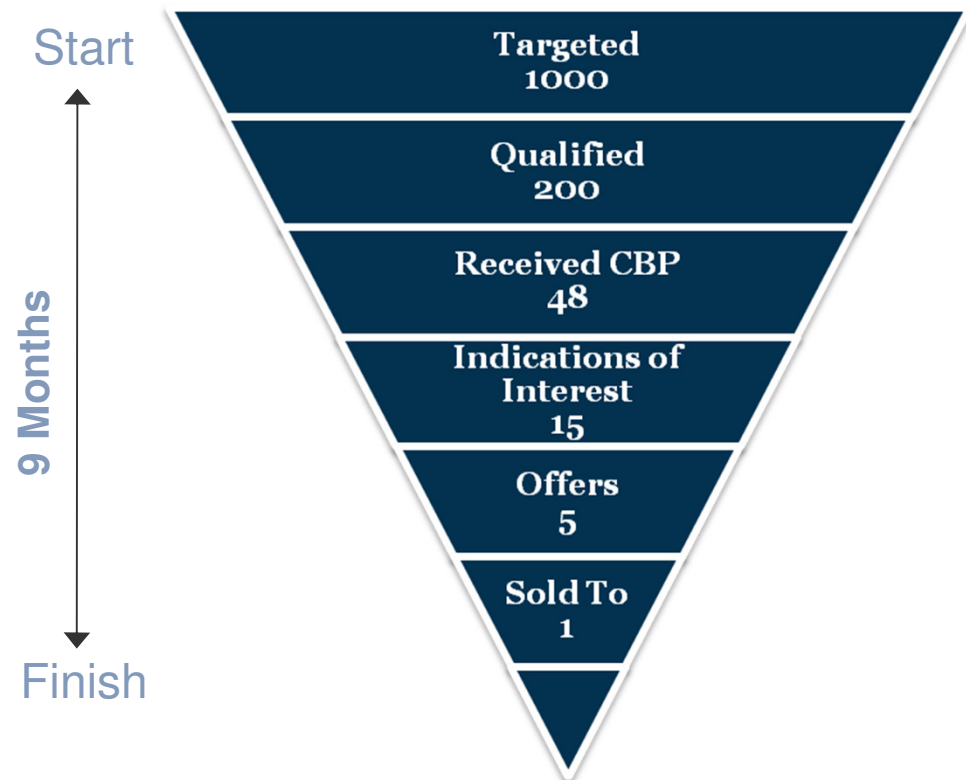 Start
Targeted
1000
Qualified
200
Received CBP
48
Indications of
Interest
15
Offers
5
Sold To
1
9 Months
Finish